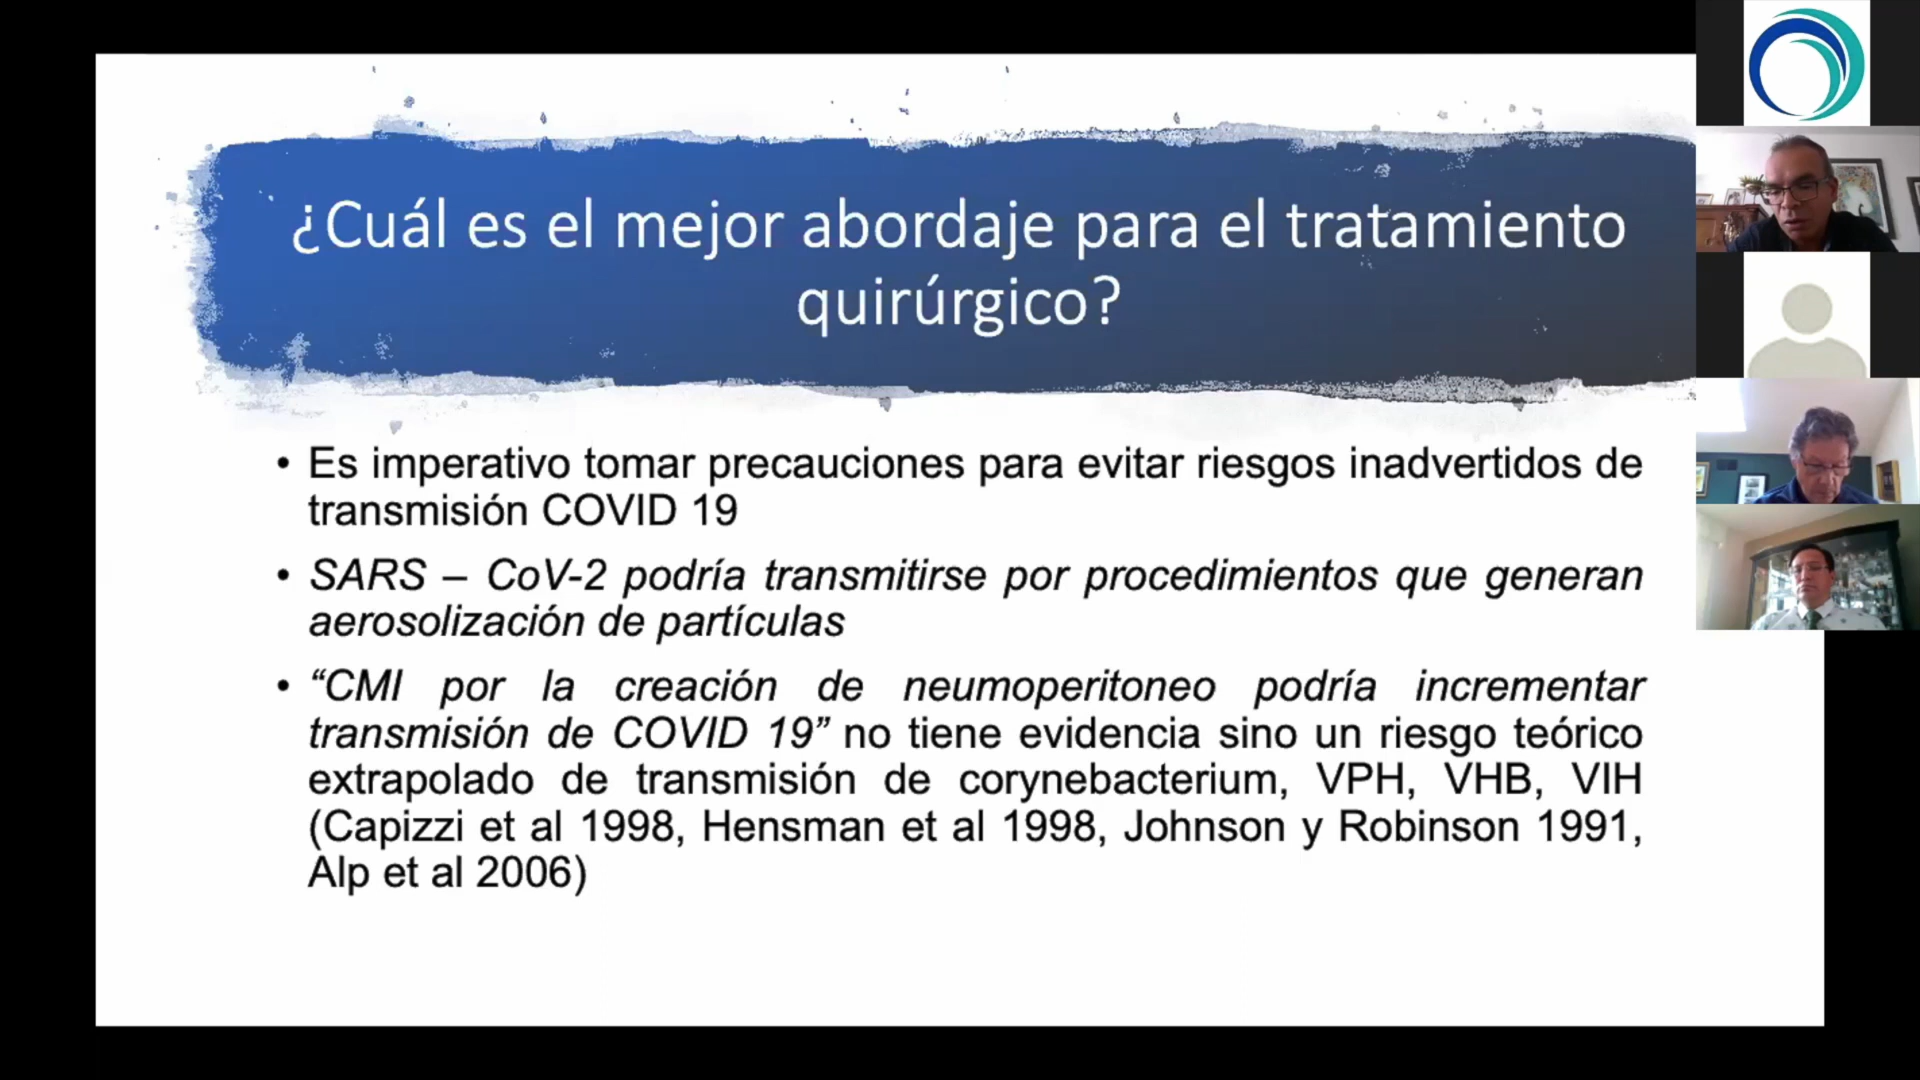 ¿Cuál es el mejor abordaje para el tratamiento
quirúrgico?
• Es imperativo tomar precauciones para evitar riesgos inadvertidos de
transmisión COVID 19
• SARS – CoV-2 podría transmitirse por procedimientos que generan
aerosolización de partículas
• “CMI por la creación de neumoperitoneo podría incrementar
transmisión de COVID 19” no tiene evidencia sino un riesgo teórico
extrapolado de transmisión de corynebacterium, VPH, VHB, VIH
(Capizzi et al 1998, Hensman et al 1998, Johnson y Robinson 1991,
Alp et al 2006)